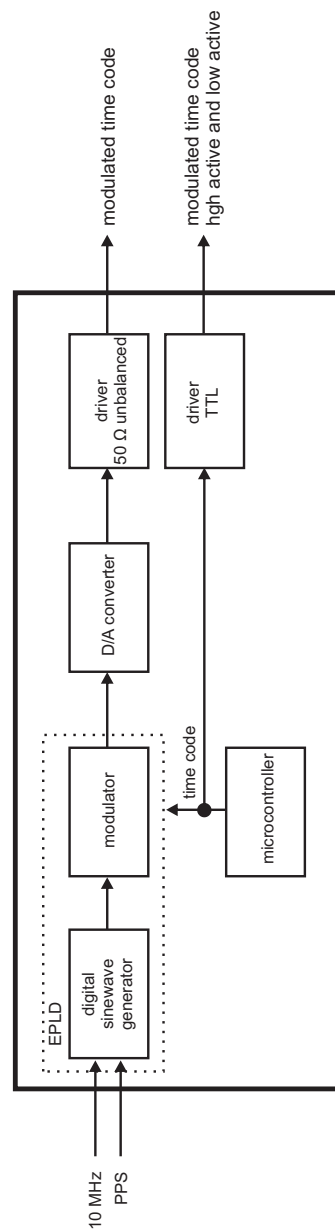 10 MHz
PPS
EPLD
digital
sinewave
generator
modulator
D/A converter
driver
50 Ω unbalanced
modulated time code
time code
microcontroller
driver
TTL
modulated time code
hgh active and low active